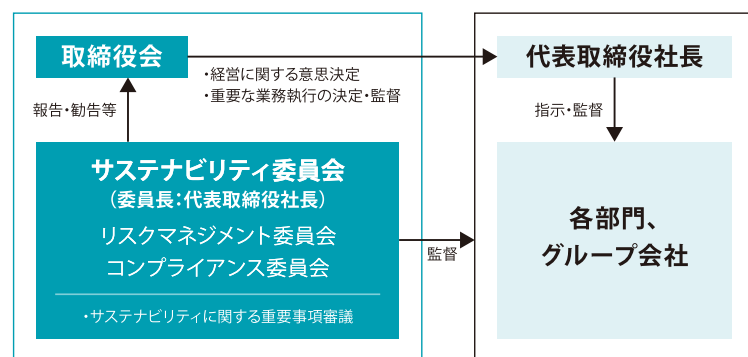 取締役会
代表取締役社長
・経営に関する意思決定
・重要な業務執行の決定・監督
報告・勧告等
指示・監督
サステナビリティ委員会
（委員長：代表取締役社長）
リスクマネジメント委員会
コンプライアンス委員会
・サステナビリティに関する重要事項審議
監督
各部門、
グループ会社